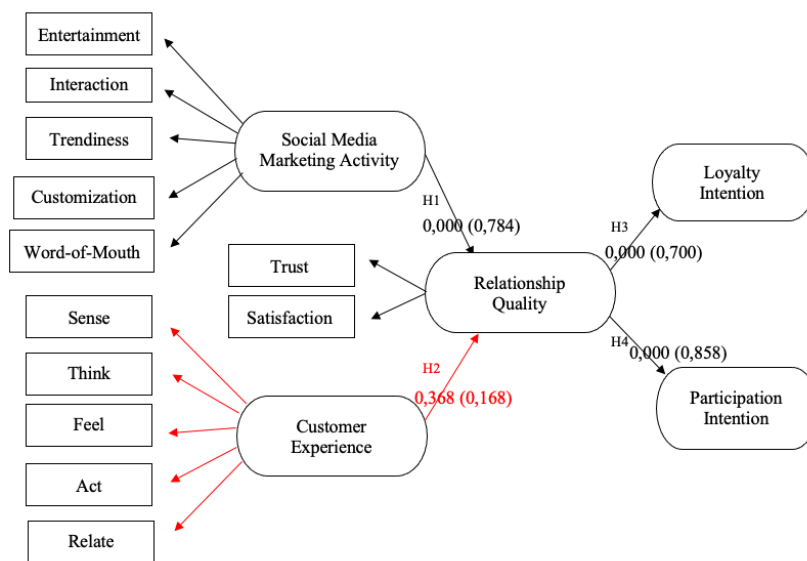 Entertainment
Interaction
Trendiness
Customization
Word-of-Mouth
Social Media
Marketing Activity
H1
0,000 (0,784)
Trust
Satisfaction
Relationship
Quality
H3
0,000 (0,700)
Loyalty
Intention
H4
0,000 (0,858)
Participation
Intention
Sense
Think
Feel
Act
Relate
Customer
Experience
H2
0,368 (0,168)